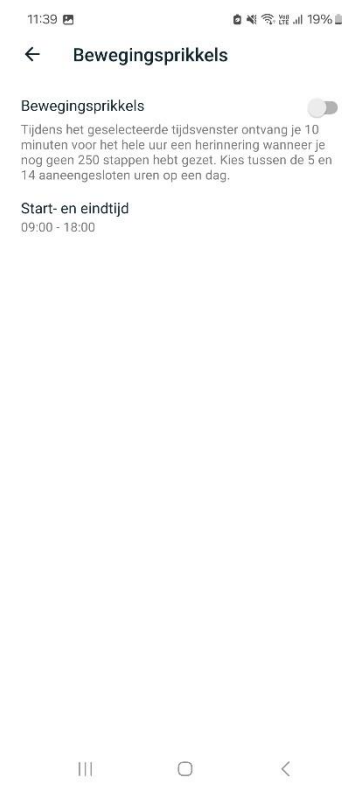 11:39 19%
Bewegingsprikkels
Bewegingsprikkels
Tijdens het geselecteerde tijdsvenster ontvang je 10
minuten voor het hele uur een herinnering wanneer je
nog geen 250 stappen hebt gezet. Kies tussen de 5 en
14 aaneengesloten uren op een dag.
Start- en eindtijd
09:00 - 18:00